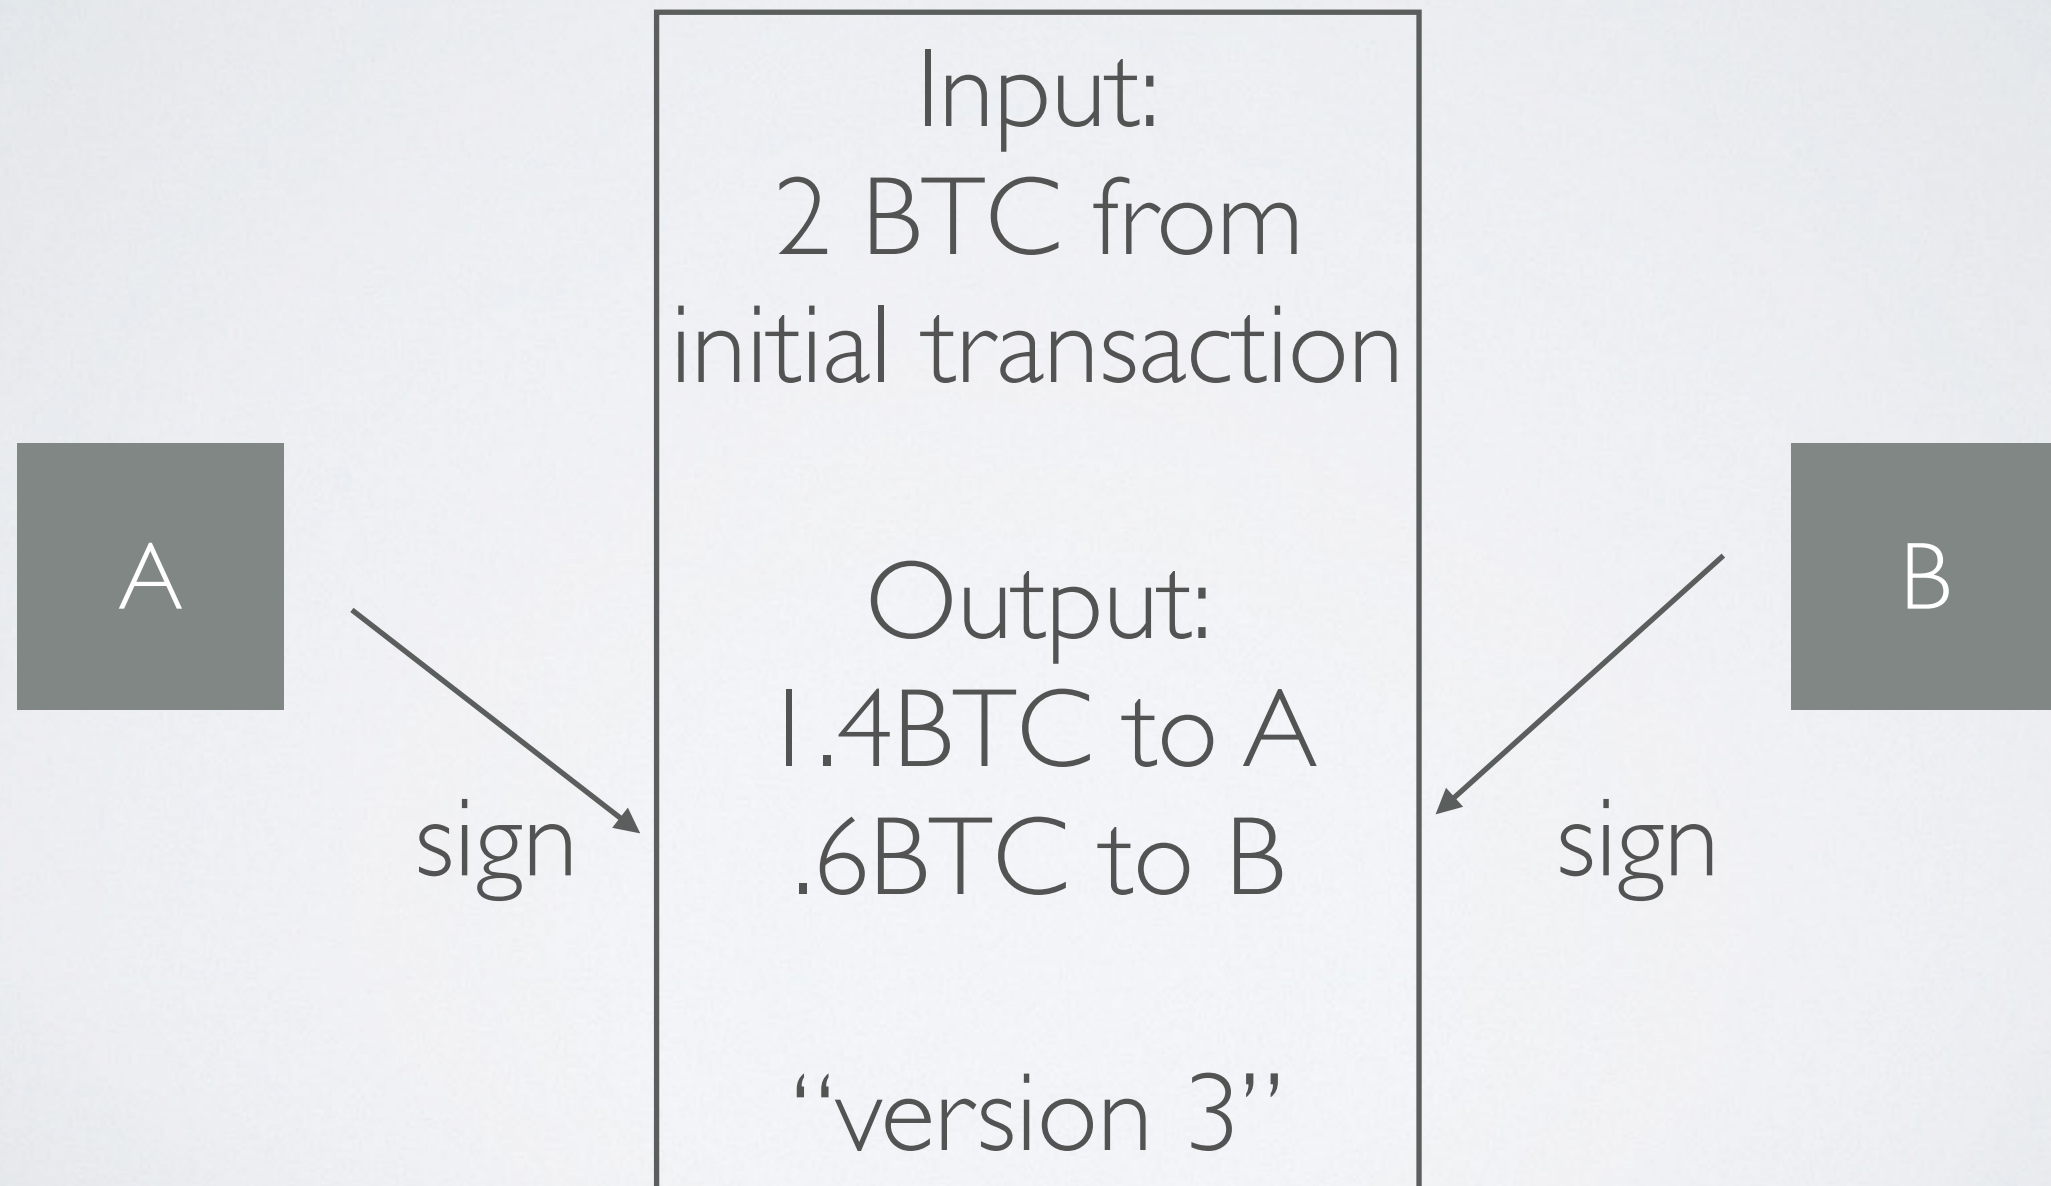 Input:
2 BTC from
initial transaction
A
B
Output:
1.4BTC to A
.6BTC to B
sign
sign
“version 3”